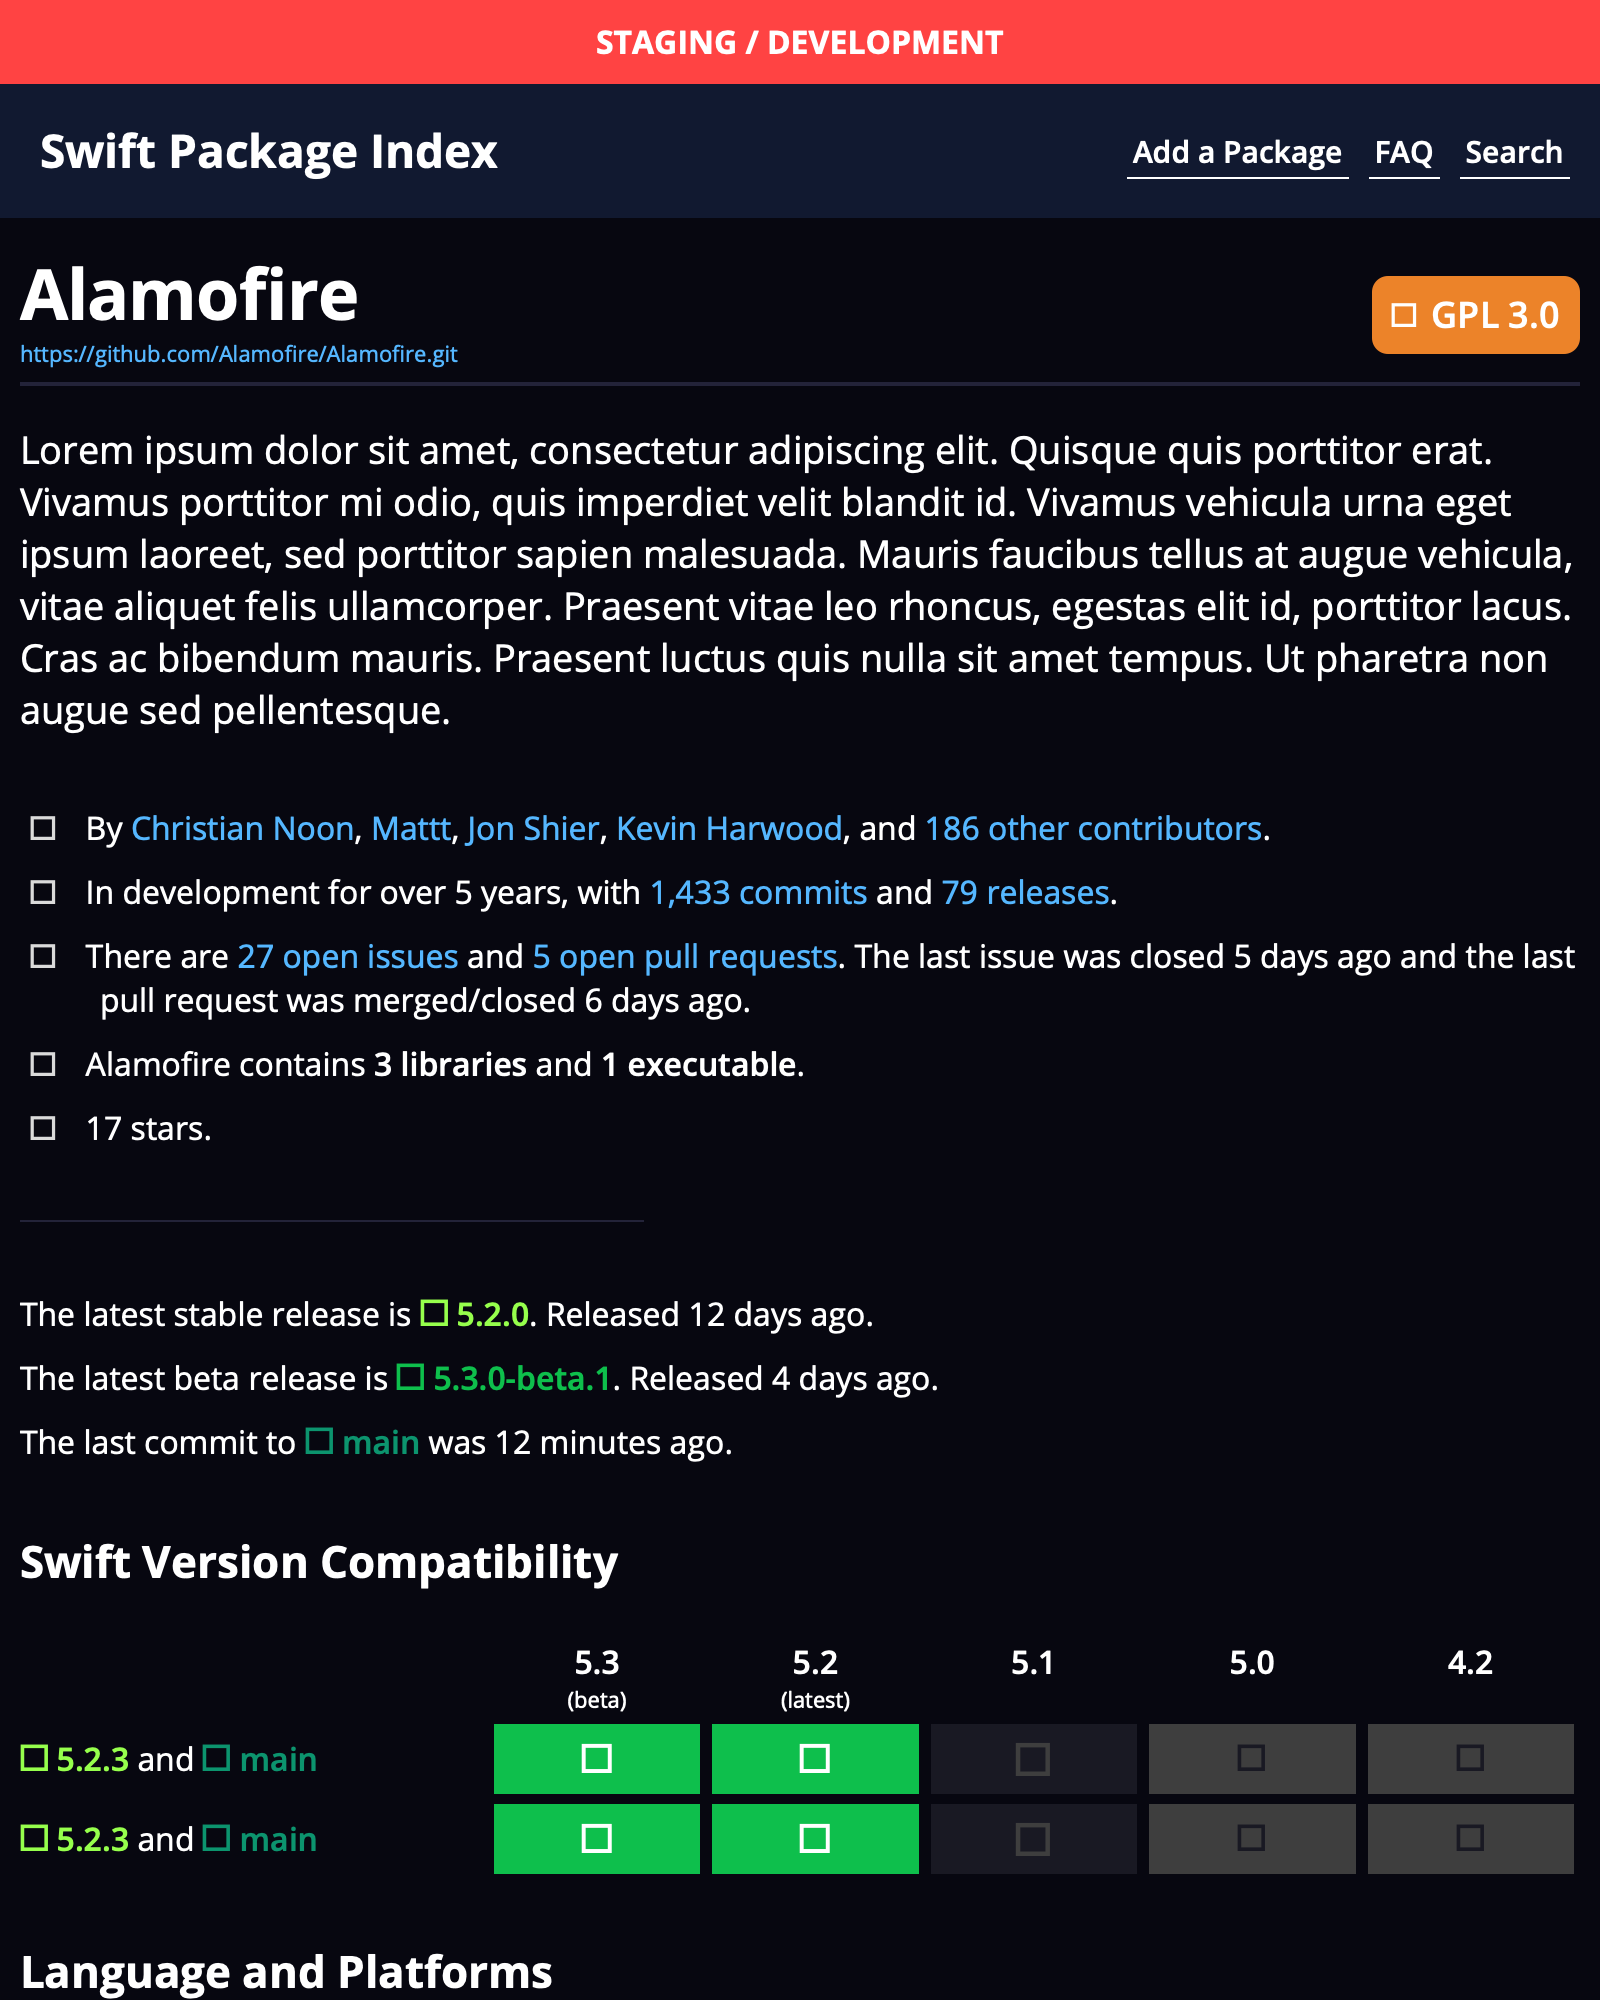 STAGING / DEVELOPMENT
Swift Package Index
Add a Package FAQ Search
Alamofire
GPL 3.0
https://github.com/Alamofire/Alamofire.git
Lorem ipsum dolor sit amet, consectetur adipiscing elit. Quisque quis porttitor erat.
Vivamus porttitor mi odio, quis imperdiet velit blandit id. Vivamus vehicula urna eget
ipsum laoreet, sed porttitor sapien malesuada. Mauris faucibus tellus at augue vehicula,
vitae aliquet felis ullamcorper. Praesent vitae leo rhoncus, egestas elit id, porttitor lacus.
Cras ac bibendum mauris. Praesent luctus quis nulla sit amet tempus. Ut pharetra non
augue sed pellentesque.
By Christian Noon, Mattt, Jon Shier, Kevin Harwood, and 186 other contributors.
In development for over 5 years, with 1,433 commits and 79 releases.
There are 27 open issues and 5 open pull requests. The last issue was closed 5 days ago and the last
pull request was merged/closed 6 days ago.
Alamofire contains 3 libraries and 1 executable.
17 stars.
The latest stable release is 5.2.0. Released 12 days ago.
The latest beta release is 5.3.0-beta.1. Released 4 days ago.
The last commit to main was 12 minutes ago.
Swift Version Compatibility
5.3 5.2 5.1 5.0 4.2
(beta) (latest)
5.2.3 and main
5.2.3 and main
Language and Platforms